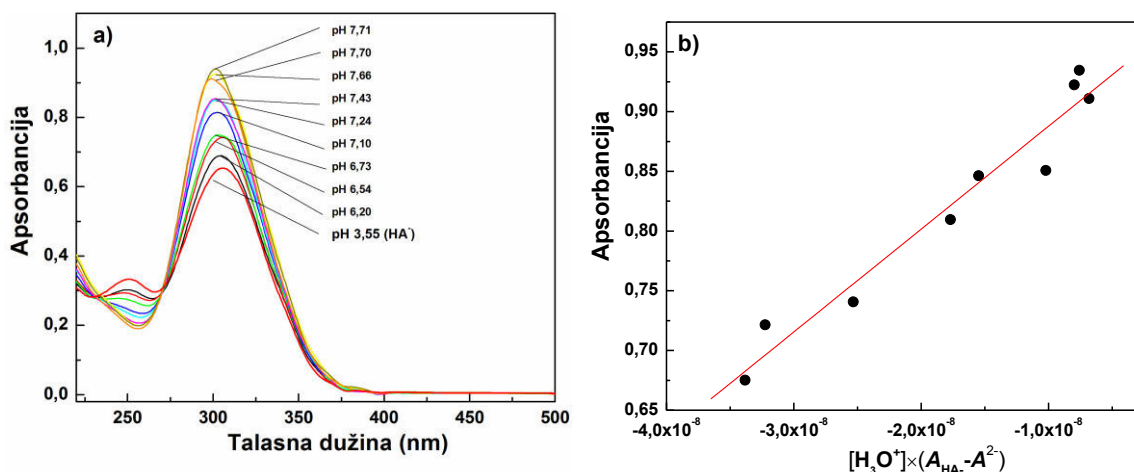 a)
pH 7,71
pH 7,70
pH 7,66
pH 7,43
pH 7,24
pH 7,10
pH 6,73
pH 6,54
pH 6,20
pH 3,55 (HA⁻)
1,0
0,8
0,6
0,4
0,2
0,0
Apsorbancija
250 300 350 400 450 500
Talasna dužina (nm)
b)
0,95
0,90
0,85
0,80
0,75
0,70
0,65
Apsorbancija
-4,0x10⁻⁸ -3,0x10⁻⁸ -2,0x10⁻⁸ -1,0x10⁻⁸
[H₃O⁺]×(A_HA₋-A²⁻)